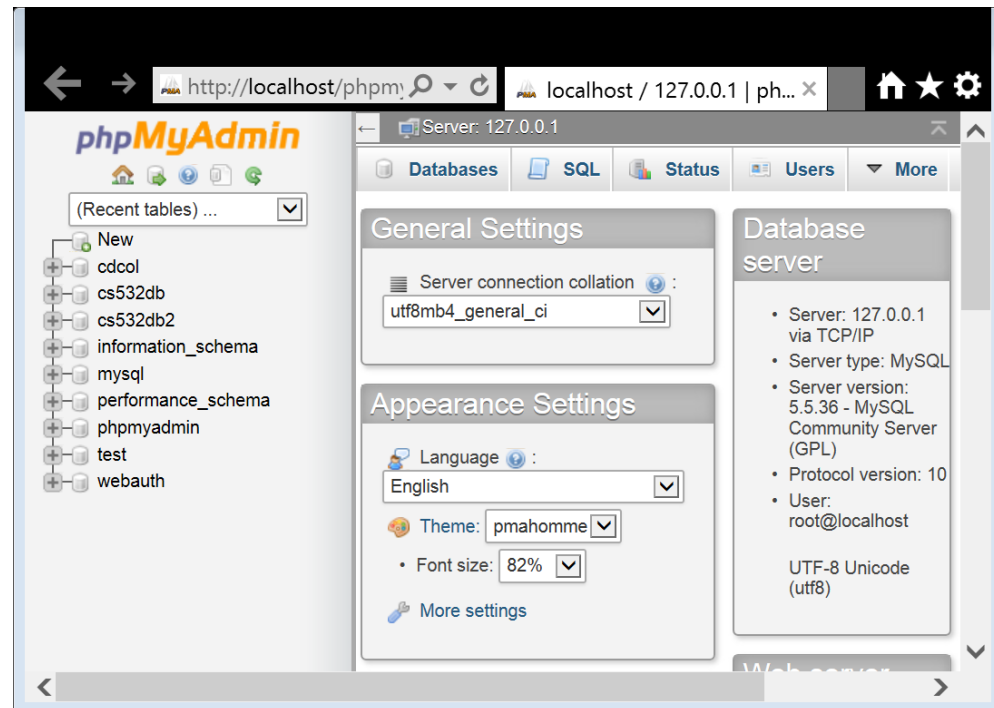 http://localhost/phpmy
localhost / 127.0.0.1 | ph...
phpMyAdmin
(Recent tables) ...
New
cdcol
cs532db
cs532db2
information_schema
mysql
performance_schema
phpmyadmin
test
webauth
Server: 127.0.0.1
Databases SQL Status Users More
General Settings
Server connection collation :
utf8mb4_general_ci
Appearance Settings
Language :
English
Theme: pmahomme
• Font size: 82%
More settings
Database
server
• Server: 127.0.0.1
via TCP/IP
• Server type: MySQL
• Server version:
5.5.36 - MySQL
Community Server
(GPL)
• Protocol version: 10
• User:
root@localhost
UTF-8 Unicode
(utf8)
Web server